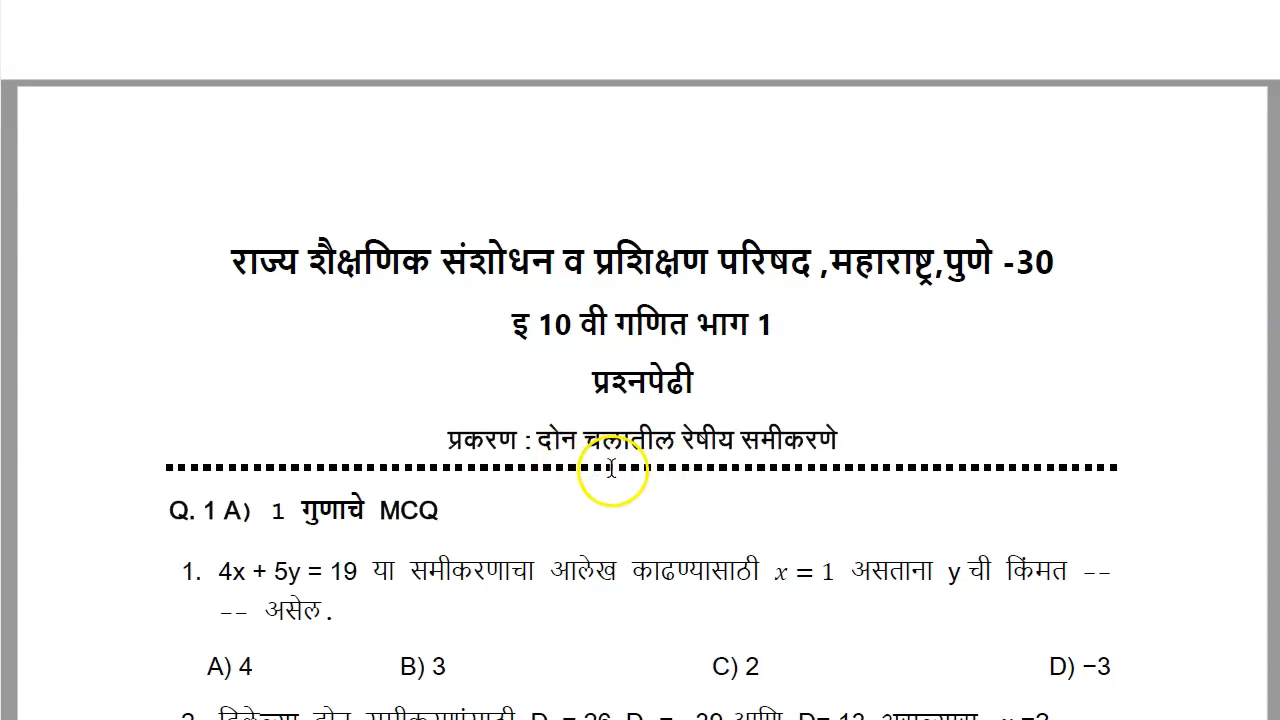 राज्य शैक्षणिक संशोधन व प्रशिक्षण परिषद ,महाराष्ट्र,पुणे -30
इ 10 वी गणित भाग 1
प्रश्नपेढी
प्रकरण : दोन चलातील रेषीय समीकरणे
Q. 1 A) 1 गुणाचे MCQ
1. 4x + 5y = 19 या समीकरणाचा आलेख काढण्यासाठी x = 1 असताना y ची किंमत --
-- असेल.
A) 4 B) 3 C) 2 D) −3